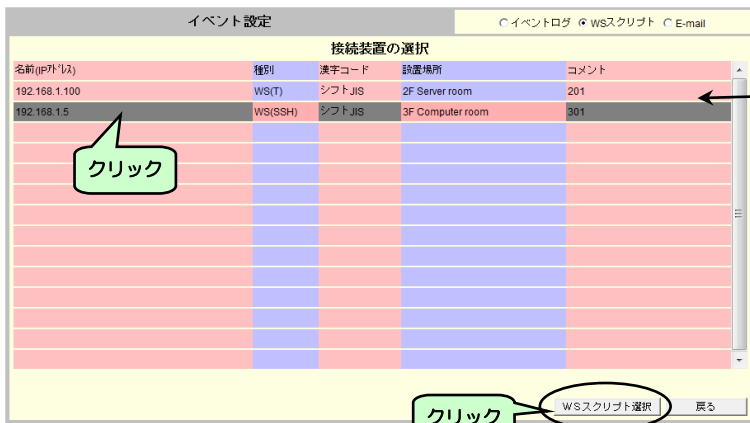 イベント設定
イベントログ WSスクリプト E-mail
接続装置の選択
名前(IPｱﾄﾞﾚｽ) 種別 漢字コード 設置場所 コメント
192.168.1.100 WS(T) シフトJIS 2F Server room 201
192.168.1.5 WS(SSH) シフトJIS 3F Computer room 301
クリック
WSスクリプト選択 戻る
クリック